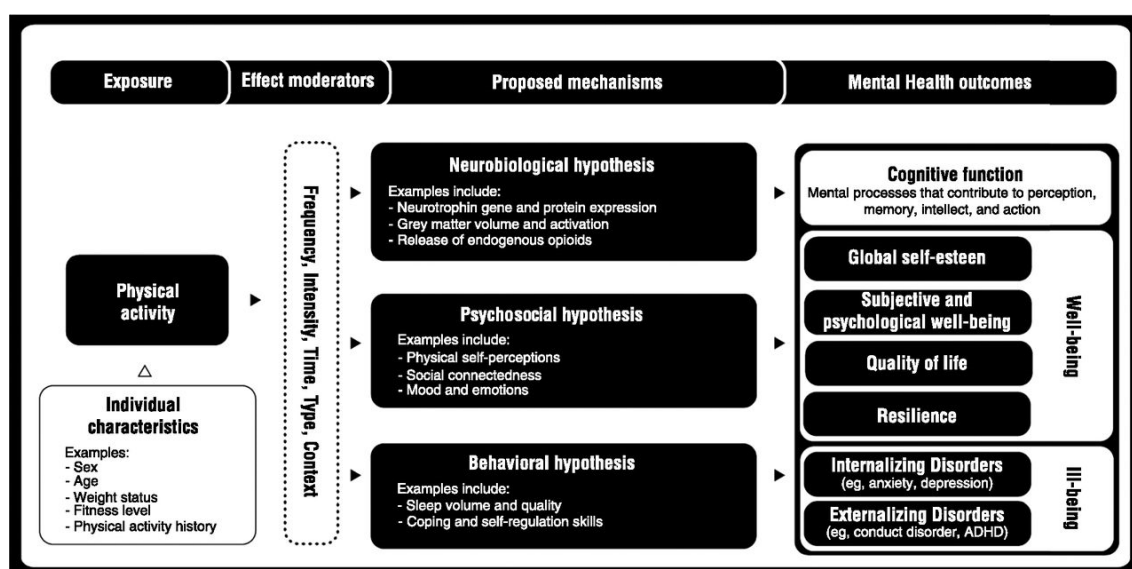 Exposure
Effect moderators
Proposed mechanisms
Mental Health outcomes
Physical
activity
Individual
characteristics
Examples:
- Sex
- Age
- Weight status
- Fitness level
- Physical activity history
Frequency, Intensity, Time, Type, Context
Neurobiological hypothesis
Examples include:
- Neurotrophin gene and protein expression
- Grey matter volume and activation
- Release of endogenous opioids
Psychosocial hypothesis
Examples include:
- Physical self-perceptions
- Social connectedness
- Mood and emotions
Behavioral hypothesis
Examples include:
- Sleep volume and quality
- Coping and self-regulation skills
Cognitive function
Mental processes that contribute to perception,
memory, intellect, and action
Global self-esteen
Subjective and
psychological well-being
Quality of life
Resilience
Well-being
Internalizing Disorders
(eg, anxiety, depression)
Externalizing Disorders
(eg, conduct disorder, ADHD)
Ill-being